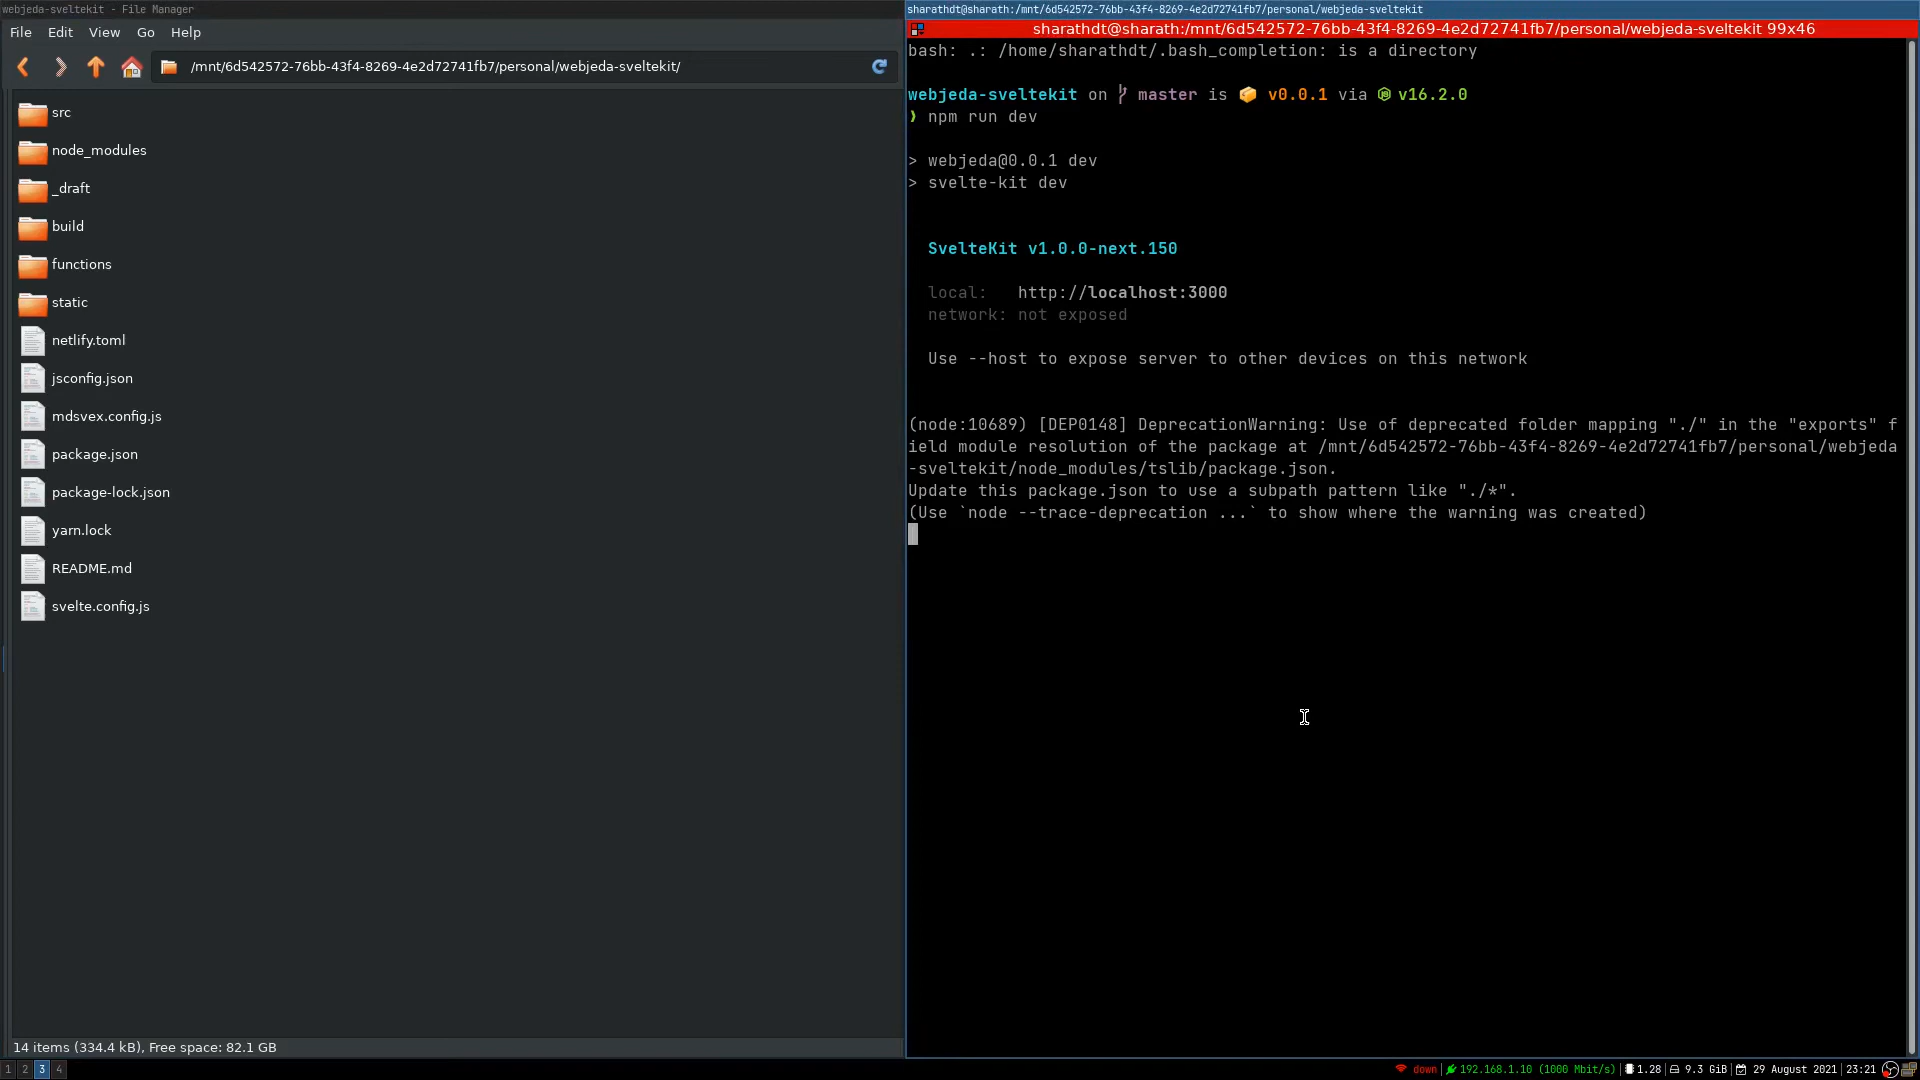 webjeda-sveltekit - File Manager
File Edit View Go Help
/mnt/6d542572-76bb-43f4-8269-4e2d72741fb7/personal/webjeda-sveltekit/
src
node_modules
_draft
build
functions
static
netlify.toml
jsconfig.json
mdsvex.config.js
package.json
package-lock.json
yarn.lock
README.md
svelte.config.js
14 items (334.4 kB), Free space: 82.1 GB
sharathdt@sharath:/mnt/6d542572-76bb-43f4-8269-4e2d72741fb7/personal/webjeda-sveltekit
sharathdt@sharath:/mnt/6d542572-76bb-43f4-8269-4e2d72741fb7/personal/webjeda-sveltekit 99x46
bash: .: /home/sharathdt/.bash_completion: is a directory
webjeda-sveltekit on master is 📦 v0.0.1 via v16.2.0
❯ npm run dev
> webjeda@0.0.1 dev
> svelte-kit dev
SvelteKit v1.0.0-next.150
local: http://localhost:3000
network: not exposed
Use --host to expose server to other devices on this network
(node:10689) [DEP0148] DeprecationWarning: Use of deprecated folder mapping "./" in the "exports" f
ield module resolution of the package at /mnt/6d542572-76bb-43f4-8269-4e2d72741fb7/personal/webjeda
-sveltekit/node_modules/tslib/package.json.
Update this package.json to use a subpath pattern like "./*".
(Use `node --trace-deprecation ...` to show where the warning was created)
1 2 3 4
down 192.168.1.10 (1000 Mbit/s) 1.28 9.3 GiB 29 August 2021 23:21